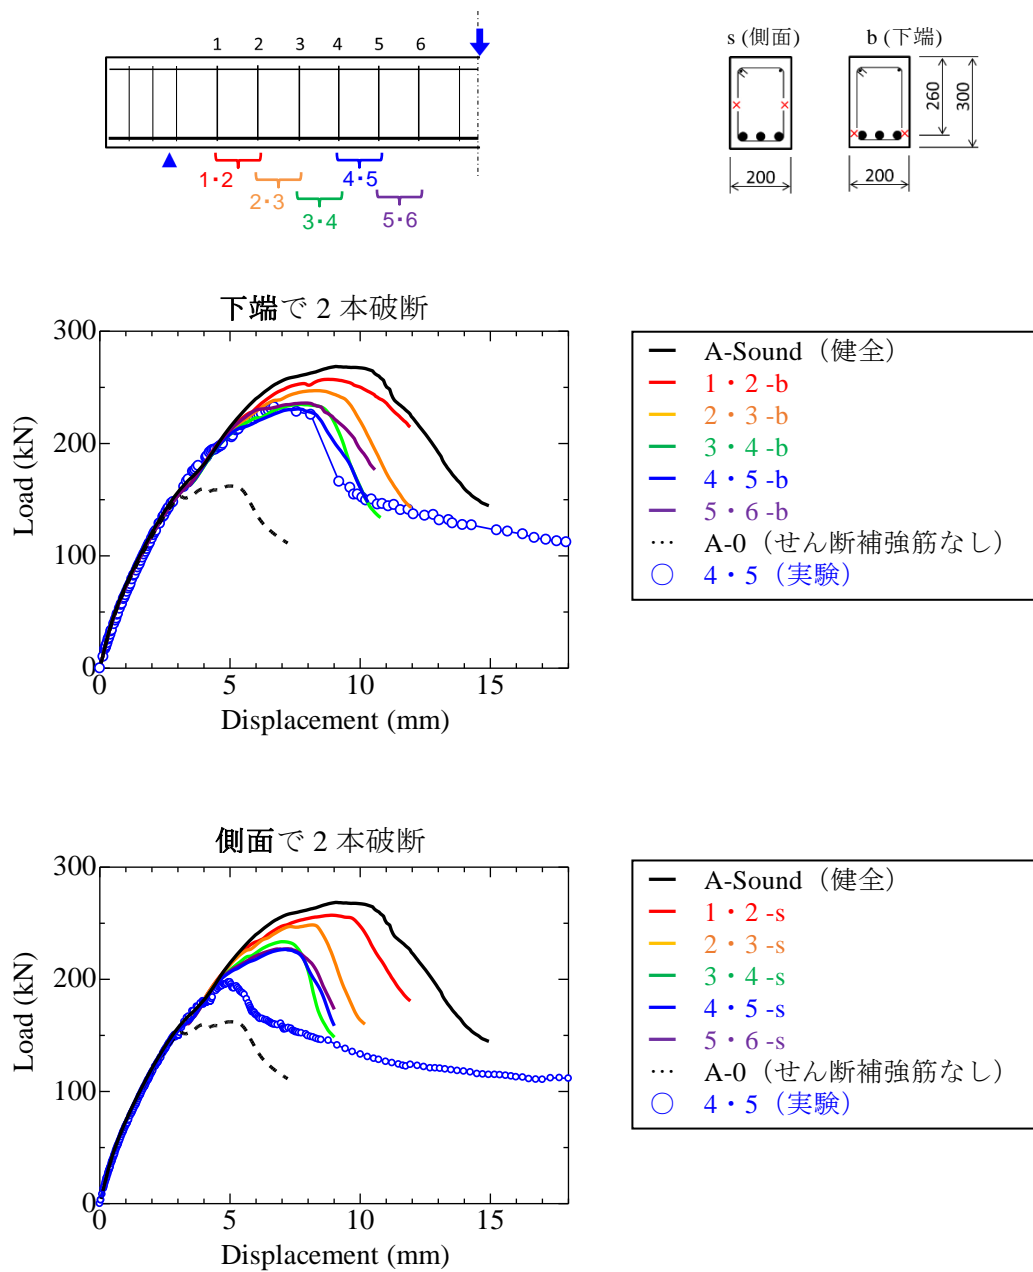 1 2 3 4 5 6
1・2
2・3
3・4
4・5
5・6
s (側面)
b (下端)
260
300
200
200
下端で 2 本破断
300
200
100
0
0 5 10 15
Load (kN)
Displacement (mm)
A-Sound（健全）
1・2 -b
2・3 -b
3・4 -b
4・5 -b
5・6 -b
A-0（せん断補強筋なし）
4・5（実験）
側面で 2 本破断
300
200
100
0
0 5 10 15
Load (kN)
Displacement (mm)
A-Sound（健全）
1・2 -s
2・3 -s
3・4 -s
4・5 -s
5・6 -s
A-0（せん断補強筋なし）
4・5（実験）